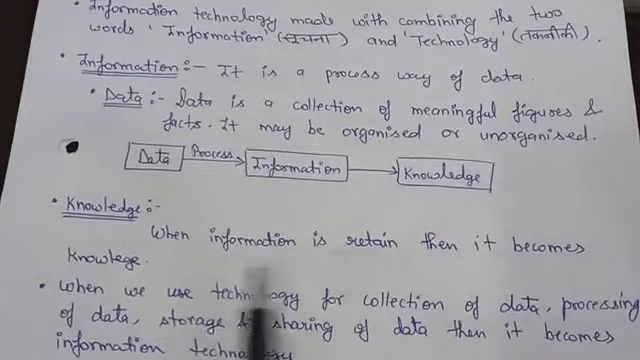 • Information technology made with combining the two
words 'Information' (सूचना) and 'Technology' (तकनीकी).
• Information :- It is a process way of data.
• Data :- Data is a collection of meaningful figures &
facts. It may be organised or unorganised.
Data Process Information Knowledge
• Knowledge :-
When information is retain then it becomes
Knowlege.
• When we use technology for collection of data, processing
of data, storage & sharing of data then it becomes
information technology